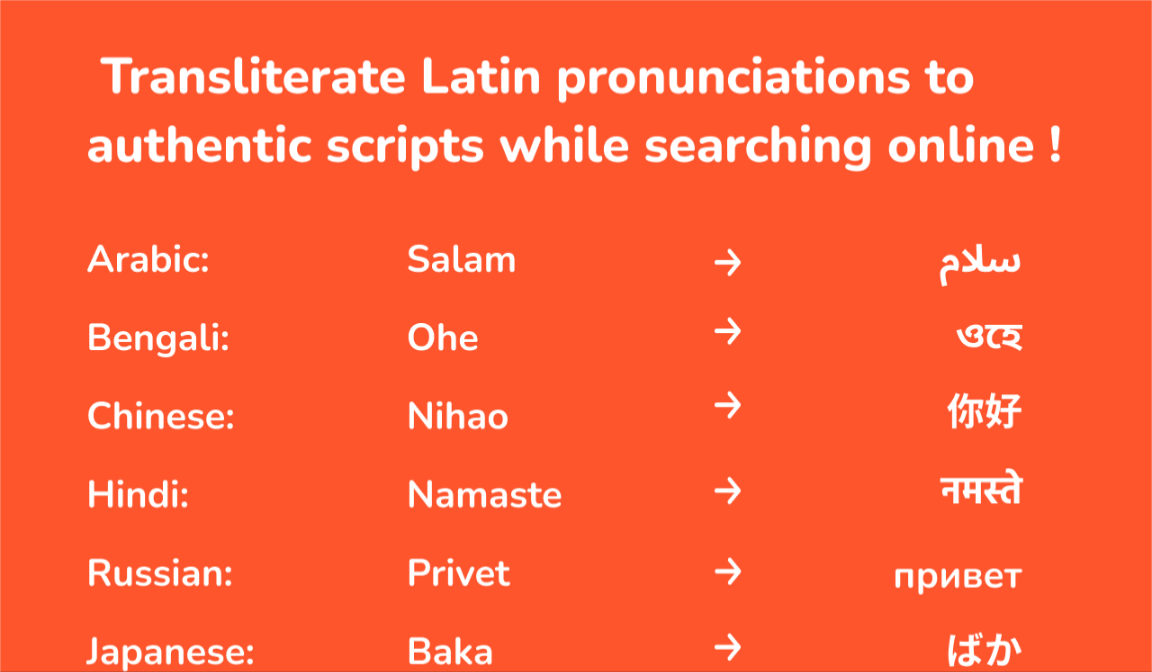 Transliterate Latin pronunciations to
authentic scripts while searching online !
Arabic: Salam → سلام
Bengali: Ohe → ওহে
Chinese: Nihao → 你好
Hindi: Namaste → नमस्ते
Russian: Privet → привет
Japanese: Baka → ばか